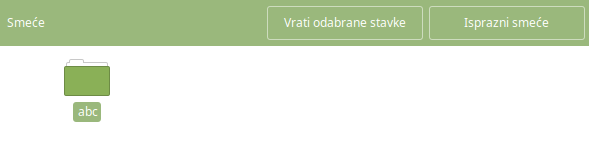 Smeće
Vrati odabrane stavke
Isprazni smeće
abc